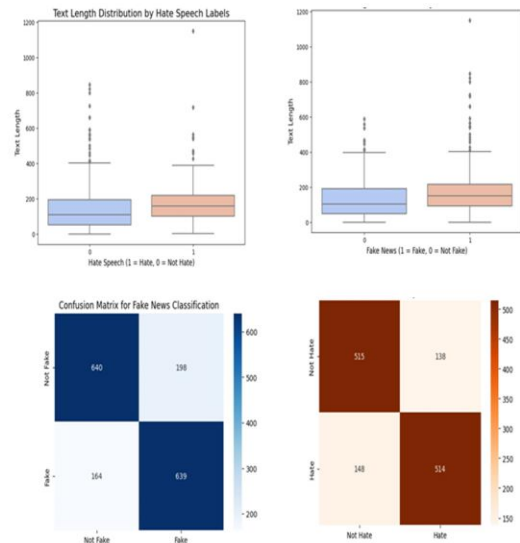 Text Length Distribution by Hate Speech Labels
1200
1000
800
600
400
200
0
Text Length
0
1
Hate Speech (1 = Hate, 0 = Not Hate)
1200
1000
800
600
400
200
0
Text Length
0
1
Fake News (1 = Fake, 0 = Not Fake)
Confusion Matrix for Fake News Classification
Not Fake
640
198
Fake
164
639
Not Fake
Fake
600
500
400
300
200
Not Hate
515
138
Hate
148
514
Not Hate
Hate
500
450
400
350
300
250
200
150